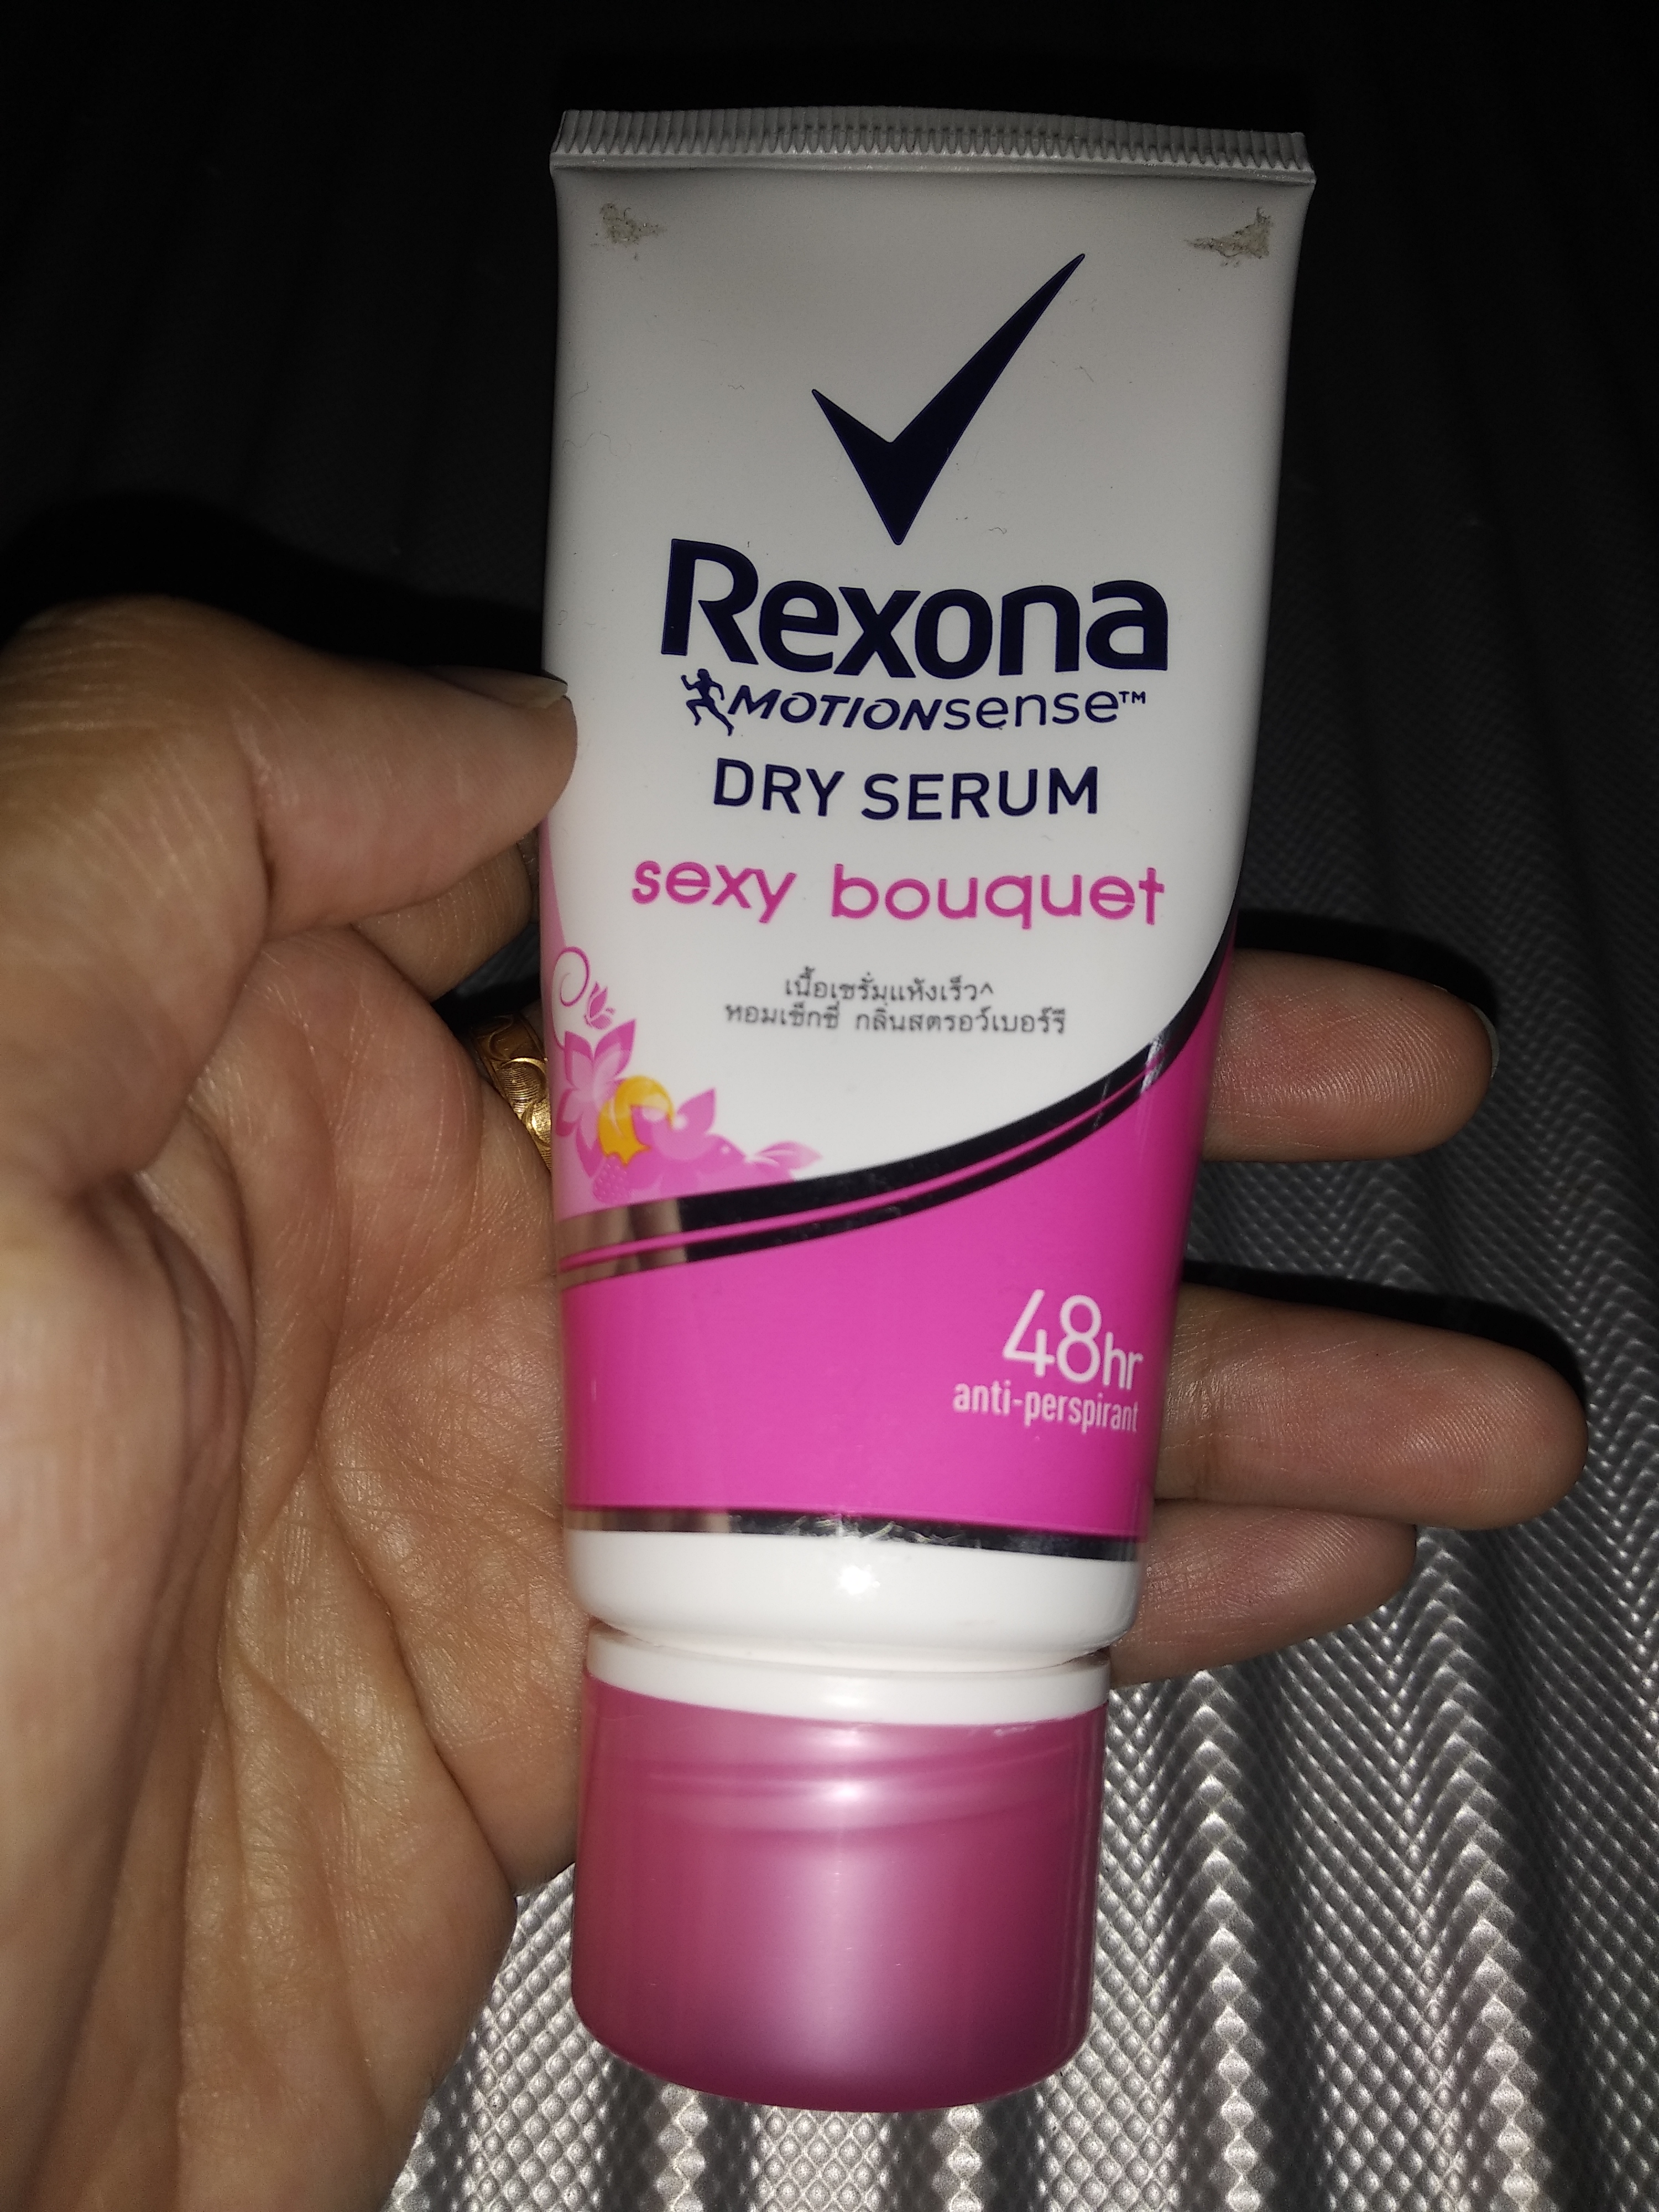 Rexona
MOTIONsense™
DRY SERUM
sexy bouquet
เนื้อเซรั่มแห้งเร็ว^
หอมเซ็กซี่ กลิ่นสตรอว์เบอร์รี
48hr
anti-perspirant